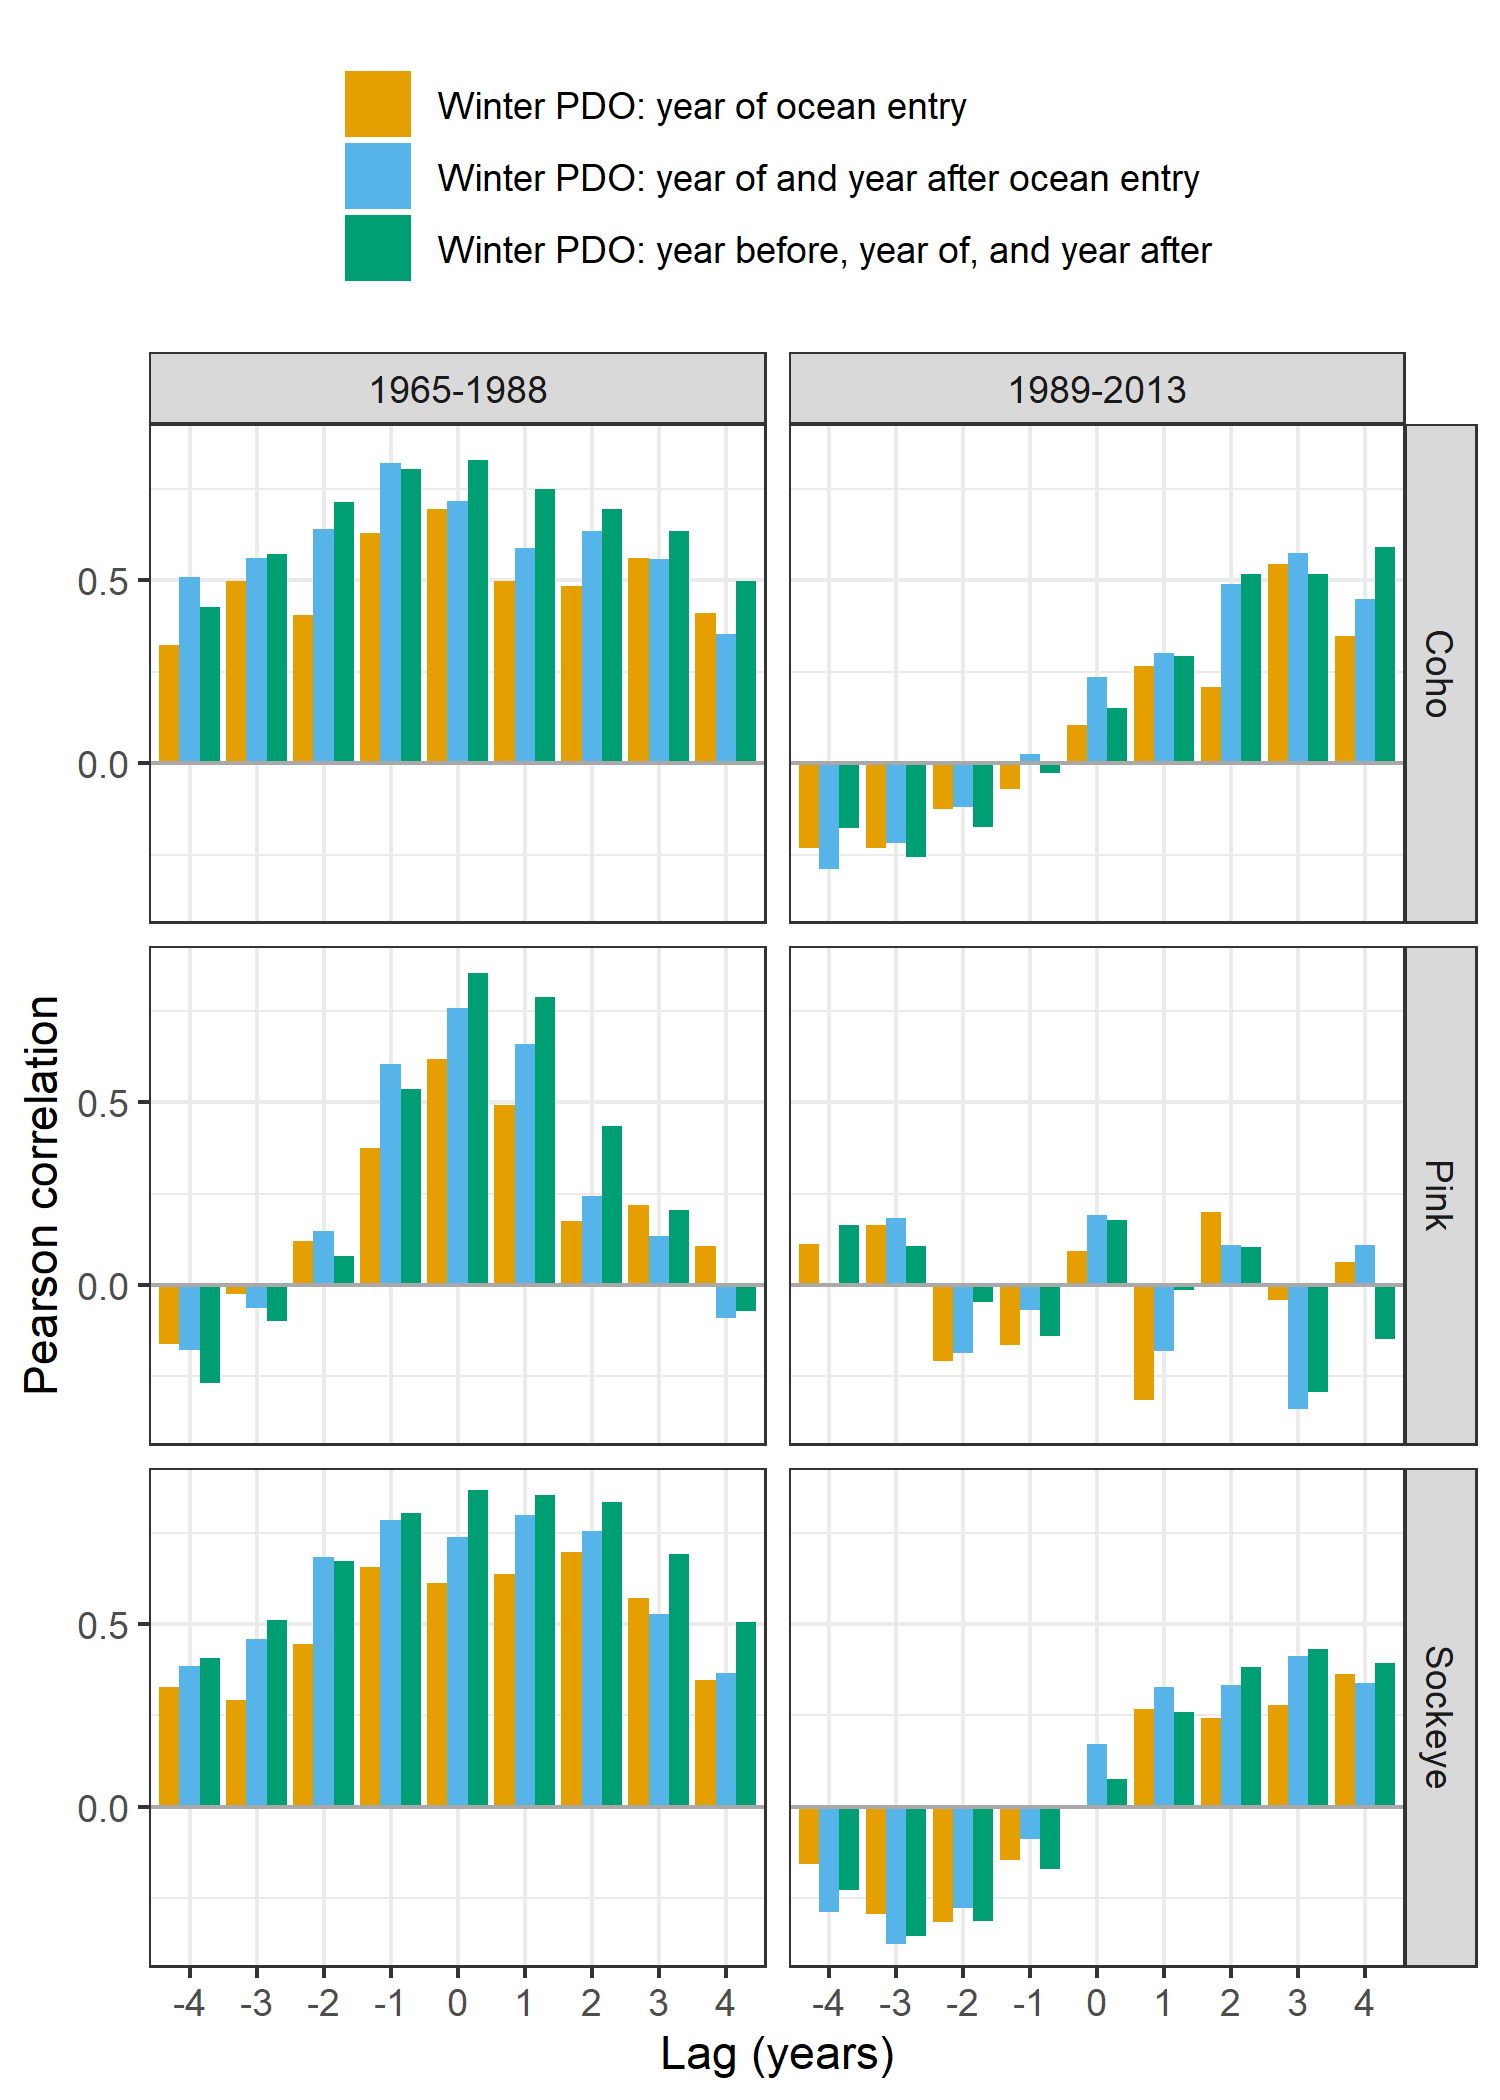 Winter PDO: year of ocean entry
Winter PDO: year of and year after ocean entry
Winter PDO: year before, year of, and year after
1965-1988
1989-2013
0.5
0.0
Coho
Pearson correlation
0.5
0.0
Pink
0.5
0.0
Sockeye
-4 -3 -2 -1 0 1 2 3 4
-4 -3 -2 -1 0 1 2 3 4
Lag (years)